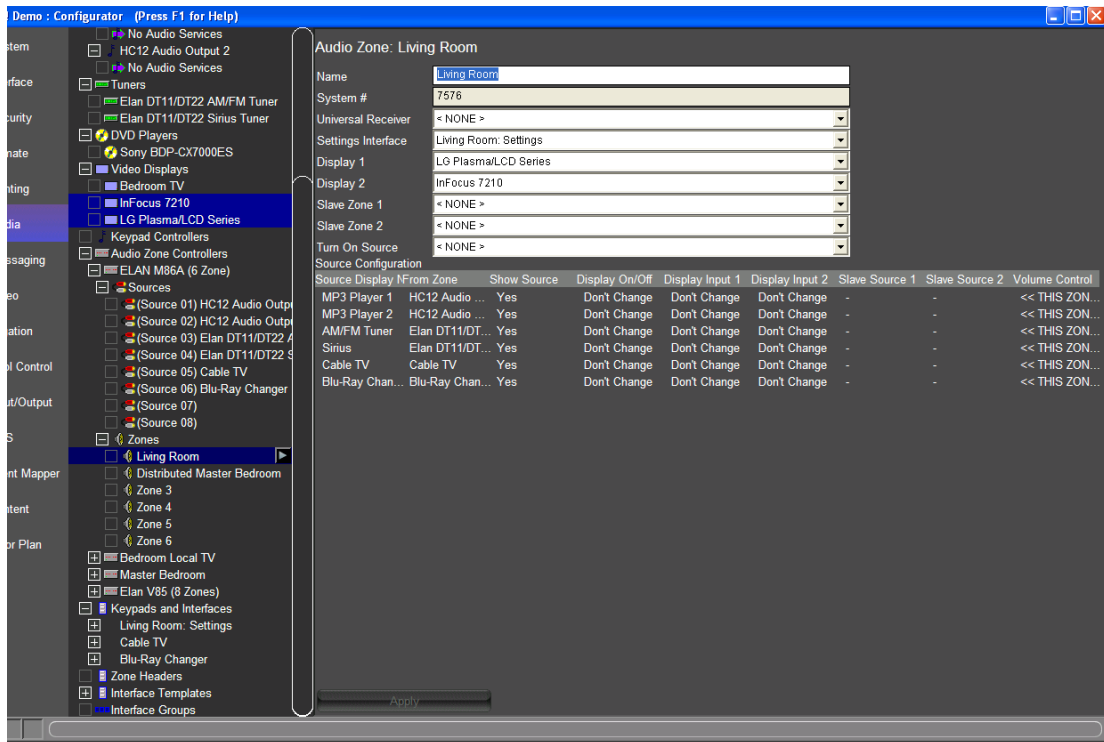 Demo : Configurator (Press F1 for Help)
stem
rface
curity
mate
hting
dia
ssaging
eo
ation
ol Control
ut/Output
S
nt Mapper
ntent
or Plan
No Audio Services
HC12 Audio Output 2
No Audio Services
Tuners
Elan DT11/DT22 AM/FM Tuner
Elan DT11/DT22 Sirius Tuner
DVD Players
Sony BDP-CX7000ES
Video Displays
Bedroom TV
InFocus 7210
LG Plasma/LCD Series
Keypad Controllers
Audio Zone Controllers
ELAN M86A (6 Zone)
Sources
(Source 01) HC12 Audio Outp
(Source 02) HC12 Audio Outp
(Source 03) Elan DT11/DT22 A
(Source 04) Elan DT11/DT22 S
(Source 05) Cable TV
(Source 06) Blu-Ray Changer
(Source 07)
(Source 08)
Zones
Living Room
Distributed Master Bedroom
Zone 3
Zone 4
Zone 5
Zone 6
Bedroom Local TV
Master Bedroom
Elan V85 (8 Zones)
Keypads and Interfaces
Living Room: Settings
Cable TV
Blu-Ray Changer
Zone Headers
Interface Templates
Interface Groups
Audio Zone: Living Room
Name Living Room
System # 7576
Universal Receiver < NONE >
Settings Interface Living Room: Settings
Display 1 LG Plasma/LCD Series
Display 2 InFocus 7210
Slave Zone 1 < NONE >
Slave Zone 2 < NONE >
Turn On Source < NONE >
Source Configuration
Source Display N From Zone Show Source Display On/Off Display Input 1 Display Input 2 Slave Source 1 Slave Source 2 Volume Control
MP3 Player 1 HC12 Audio ... Yes Don't Change Don't Change Don't Change - - << THIS ZON...
MP3 Player 2 HC12 Audio ... Yes Don't Change Don't Change Don't Change - - << THIS ZON...
AM/FM Tuner Elan DT11/DT... Yes Don't Change Don't Change Don't Change - - << THIS ZON...
Sirius Elan DT11/DT... Yes Don't Change Don't Change Don't Change - - << THIS ZON...
Cable TV Cable TV Yes Don't Change Don't Change Don't Change - - << THIS ZON...
Blu-Ray Chan... Blu-Ray Chan... Yes Don't Change Don't Change Don't Change - - << THIS ZON...
Apply